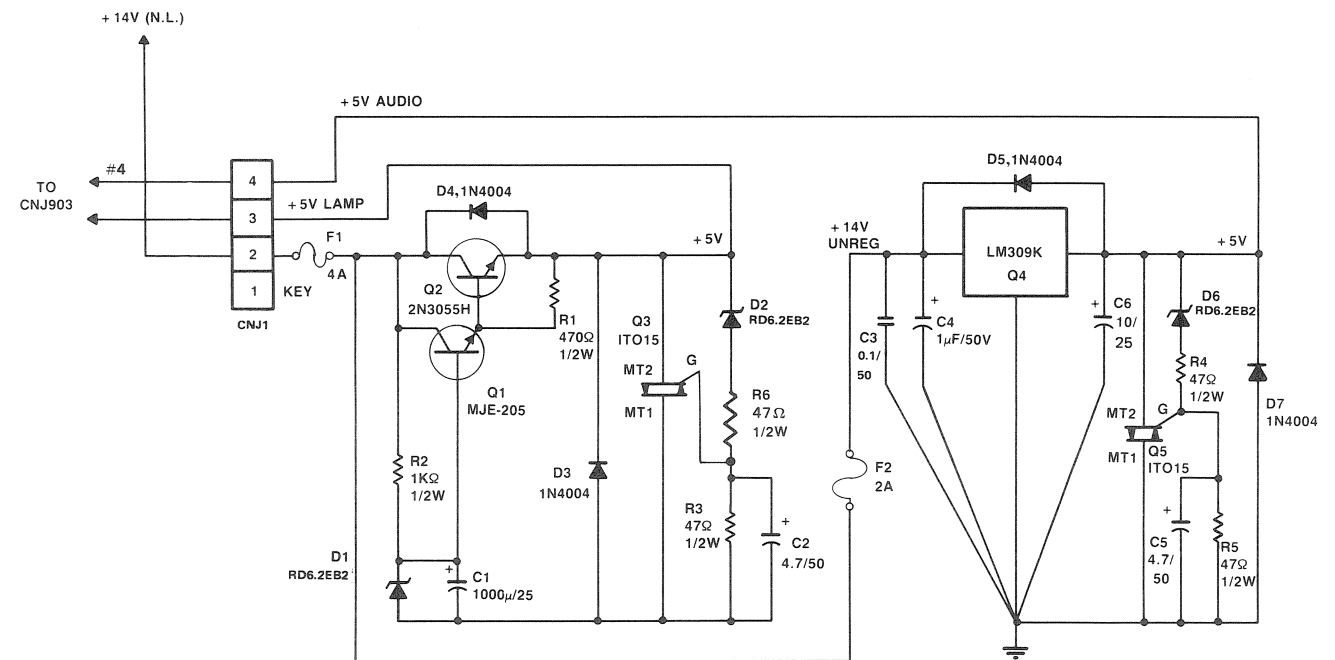 + 14V (N.L.)
+ 5V AUDIO
#4
TO
CNJ903
4
3
2
1
KEY
CNJ1
+ 5V LAMP
F1
4A
D4,1N4004
Q2
2N3055H
Q1
MJE-205
R1
470Ω
1/2W
R2
1KΩ
1/2W
D1
RD6.2EB2
+
C1
1000µ/25
D3
1N4004
+ 5V
Q3
ITO15
MT2
G
MT1
D2
RD6.2EB2
R6
47Ω
1/2W
R3
47Ω
1/2W
+
C2
4.7/50
+ 14V
UNREG
F2
2A
D5,1N4004
LM309K
Q4
C3
0.1/
50
+
C4
1µF/50V
+
C6
10/
25
+ 5V
D6
RD6.2EB2
R4
47Ω
1/2W
MT2
G
MT1
Q5
ITO15
D7
1N4004
+
C5
4.7/
50
R5
47Ω
1/2W